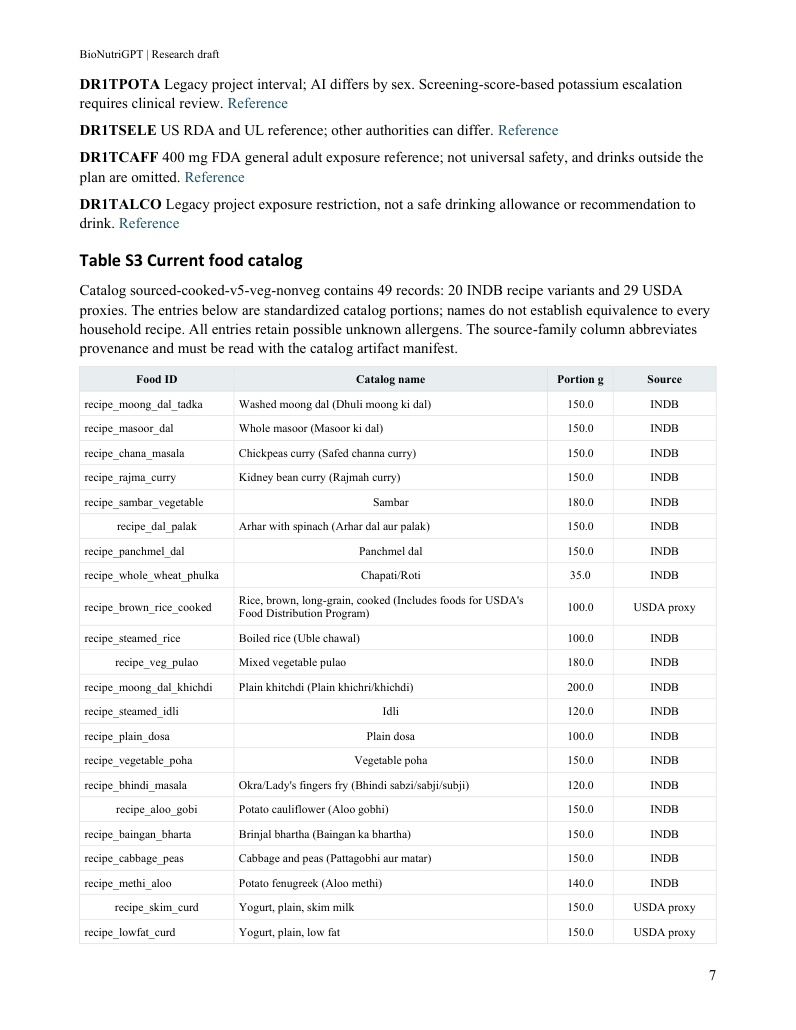 BioNutriGPT | Research draft
DR1TPOTA Legacy project interval; AI differs by sex. Screening-score-based potassium escalation
requires clinical review. Reference
DR1TSELE US RDA and UL reference; other authorities can differ. Reference
DR1TCAFF 400 mg FDA general adult exposure reference; not universal safety, and drinks outside the
plan are omitted. Reference
DR1TALCO Legacy project exposure restriction, not a safe drinking allowance or recommendation to
drink. Reference
Table S3 Current food catalog
Catalog sourced-cooked-v5-veg-nonveg contains 49 records: 20 INDB recipe variants and 29 USDA
proxies. The entries below are standardized catalog portions; names do not establish equivalence to every
household recipe. All entries retain possible unknown allergens. The source-family column abbreviates
provenance and must be read with the catalog artifact manifest.
Food ID Catalog name Portion g Source
recipe_moong_dal_tadka Washed moong dal (Dhuli moong ki dal) 150.0 INDB
recipe_masoor_dal Whole masoor (Masoor ki dal) 150.0 INDB
recipe_chana_masala Chickpeas curry (Safed channa curry) 150.0 INDB
recipe_rajma_curry Kidney bean curry (Rajmah curry) 150.0 INDB
recipe_sambar_vegetable Sambar 180.0 INDB
recipe_dal_palak Arhar with spinach (Arhar dal aur palak) 150.0 INDB
recipe_panchmel_dal Panchmel dal 150.0 INDB
recipe_whole_wheat_phulka Chapati/Roti 35.0 INDB
recipe_brown_rice_cooked Rice, brown, long-grain, cooked (Includes foods for USDA's
Food Distribution Program) 100.0 USDA proxy
recipe_steamed_rice Boiled rice (Uble chawal) 100.0 INDB
recipe_veg_pulao Mixed vegetable pulao 180.0 INDB
recipe_moong_dal_khichdi Plain khitchdi (Plain khichri/khichdi) 200.0 INDB
recipe_steamed_idli Idli 120.0 INDB
recipe_plain_dosa Plain dosa 100.0 INDB
recipe_vegetable_poha Vegetable poha 150.0 INDB
recipe_bhindi_masala Okra/Lady's fingers fry (Bhindi sabzi/sabji/subji) 120.0 INDB
recipe_aloo_gobi Potato cauliflower (Aloo gobhi) 150.0 INDB
recipe_baingan_bharta Brinjal bhartha (Baingan ka bhartha) 150.0 INDB
recipe_cabbage_peas Cabbage and peas (Pattagobhi aur matar) 150.0 INDB
recipe_methi_aloo Potato fenugreek (Aloo methi) 140.0 INDB
recipe_skim_curd Yogurt, plain, skim milk 150.0 USDA proxy
recipe_lowfat_curd Yogurt, plain, low fat 150.0 USDA proxy
7